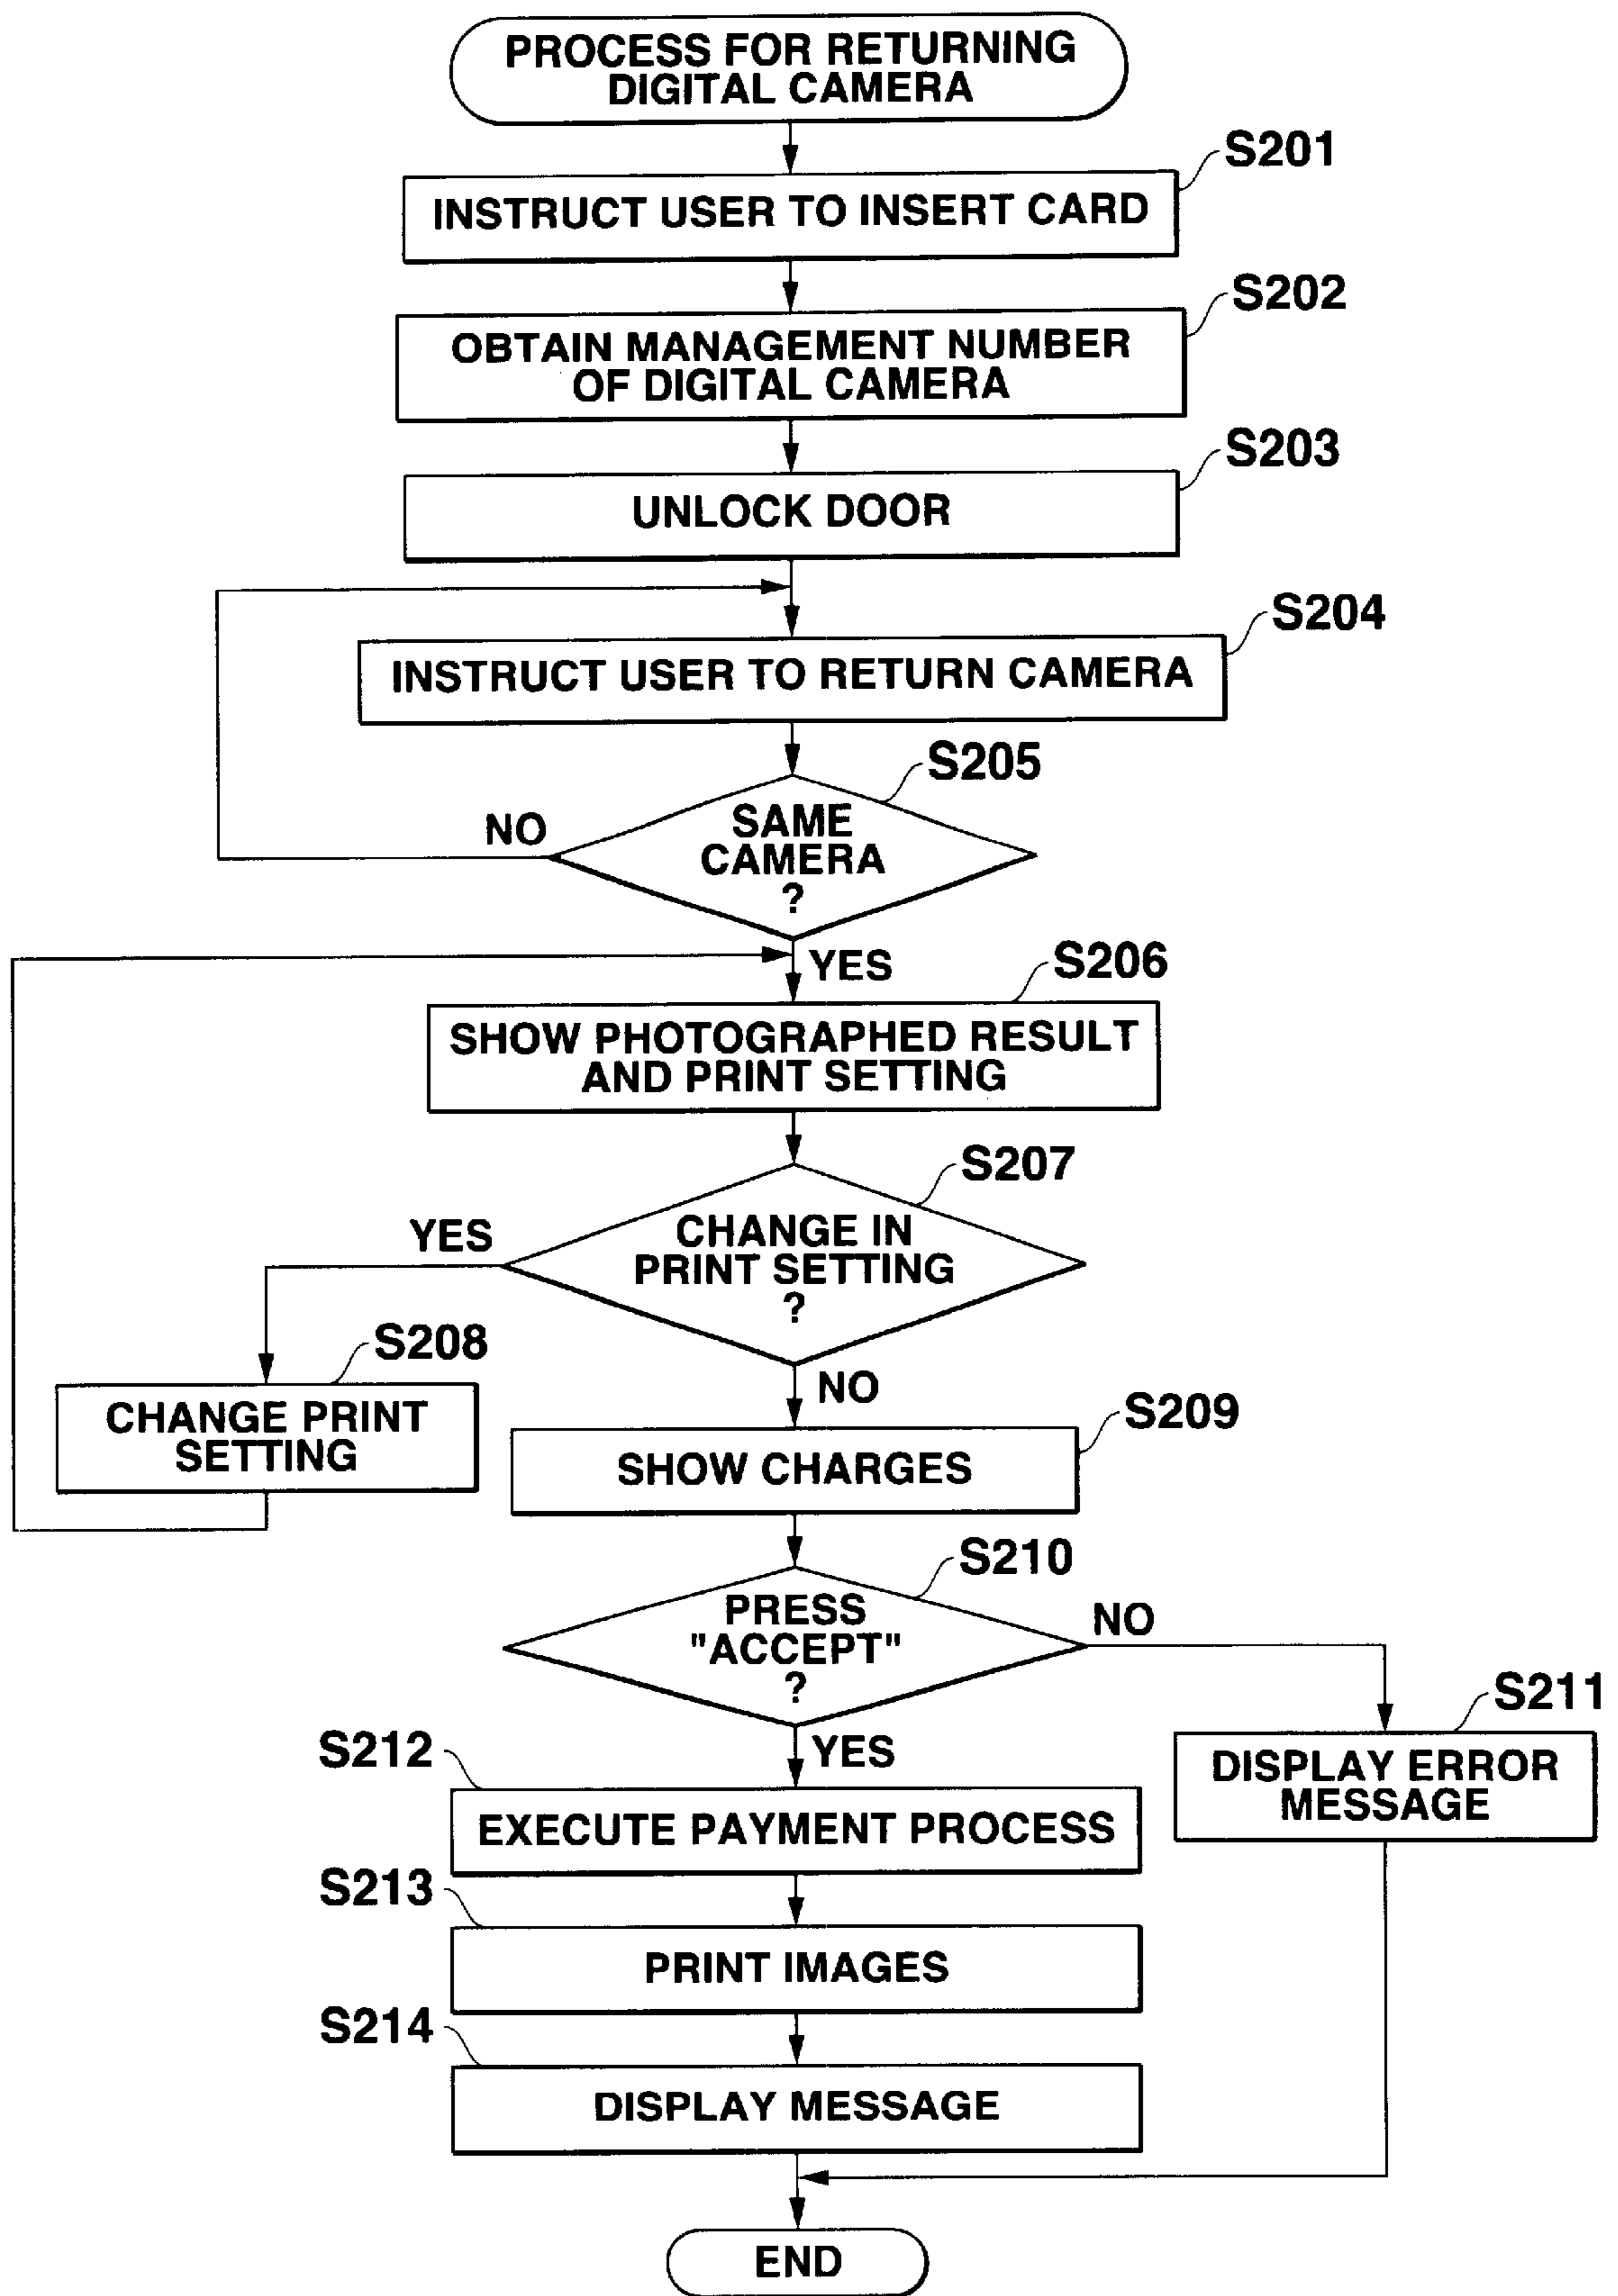 PROCESS FOR RETURNING
DIGITAL CAMERA
S201
INSTRUCT USER TO INSERT CARD
S202
OBTAIN MANAGEMENT NUMBER
OF DIGITAL CAMERA
S203
UNLOCK DOOR
S204
INSTRUCT USER TO RETURN CAMERA
S205
SAME
CAMERA
?
NO
YES
S206
SHOW PHOTOGRAPHED RESULT
AND PRINT SETTING
S207
CHANGE IN
PRINT SETTING
?
YES
S208
CHANGE PRINT
SETTING
NO
S209
SHOW CHARGES
S210
PRESS
"ACCEPT"
?
NO
S211
DISPLAY ERROR
MESSAGE
YES
S212
EXECUTE PAYMENT PROCESS
S213
PRINT IMAGES
S214
DISPLAY MESSAGE
END